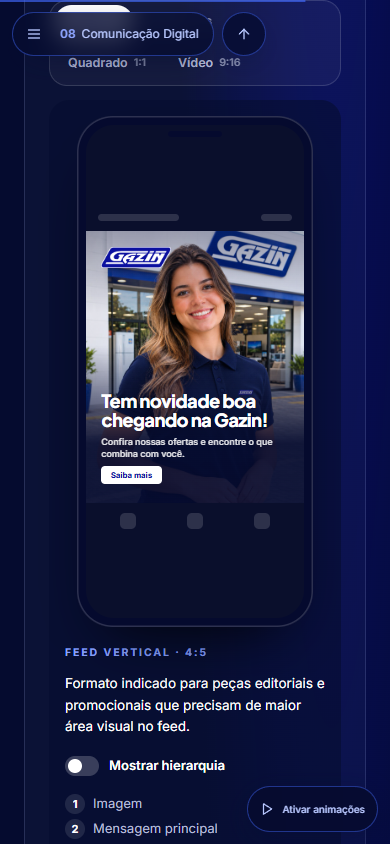 08 Comunicação Digital
Quadrado 1:1 Vídeo 9:16
GAZIN
GAZIN
Tem novidade boa
chegando na Gazin!
Confira nossas ofertas e encontre o que
combina com você.
Saiba mais
FEED VERTICAL · 4:5
Formato indicado para peças editoriais e
promocionais que precisam de maior
área visual no feed.
Mostrar hierarquia
1 Imagem
2 Mensagem principal
Ativar animações